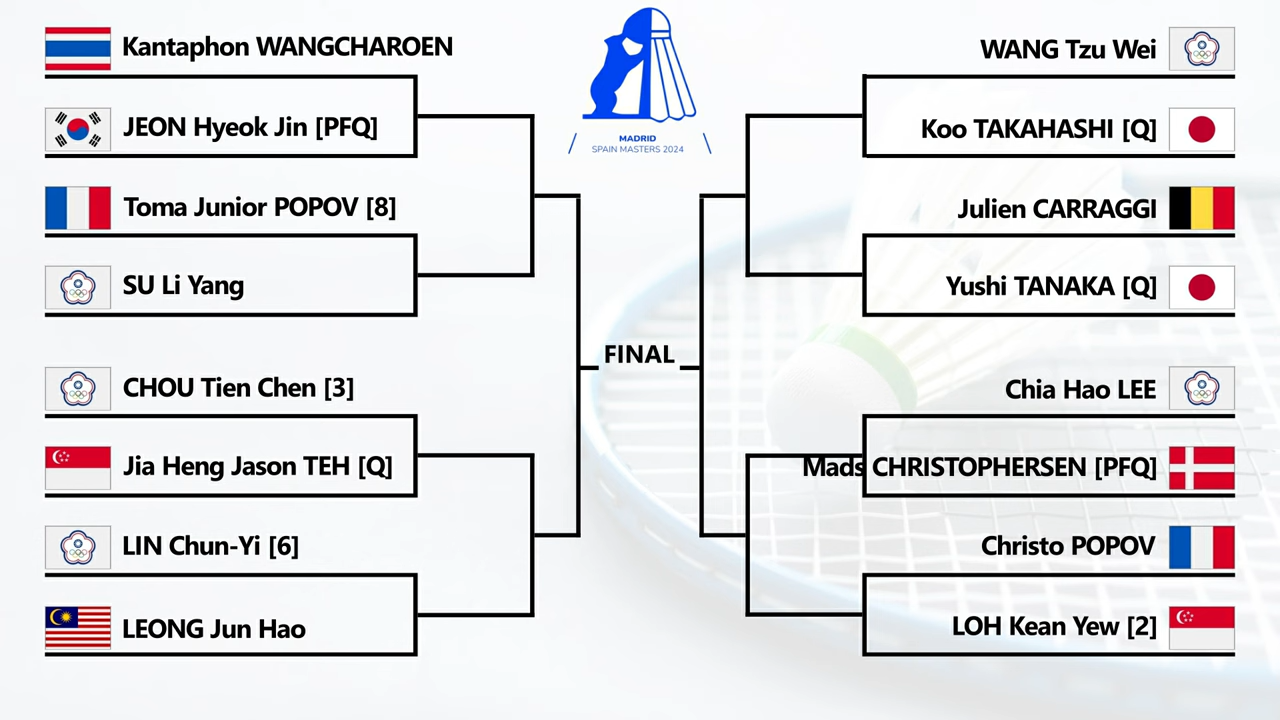 Kantaphon WANGCHAROEN
JEON Hyeok Jin [PFQ]
Toma Junior POPOV [8]
SU Li Yang
CHOU Tien Chen [3]
Jia Heng Jason TEH [Q]
LIN Chun-Yi [6]
LEONG Jun Hao
MADRID
SPAIN MASTERS 2024
FINAL
WANG Tzu Wei
Koo TAKAHASHI [Q]
Julien CARRAGGI
Yushi TANAKA [Q]
Chia Hao LEE
Mads CHRISTOPHERSEN [PFQ]
Christo POPOV
LOH Kean Yew [2]